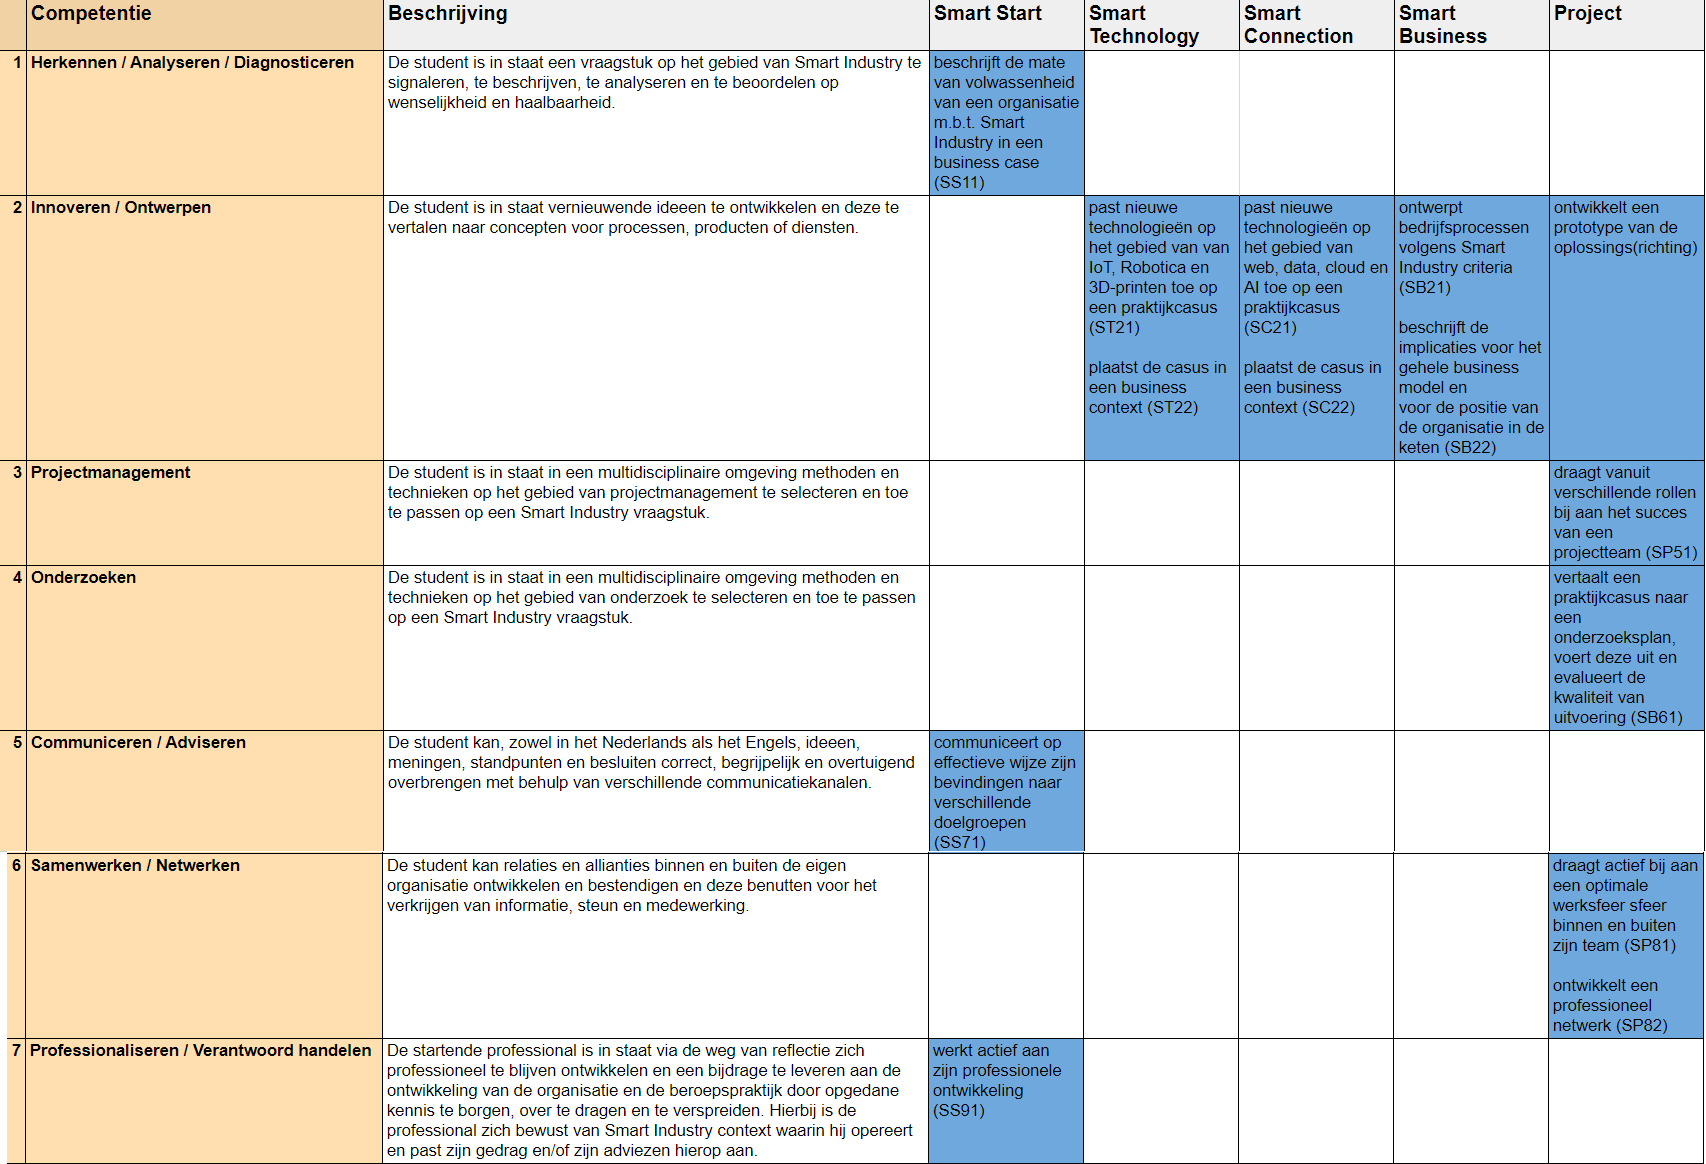 Competentie
Beschrijving
Smart Start
Smart
Technology
Smart
Connection
Smart
Business
Project
1 Herkennen / Analyseren / Diagnosticeren
De student is in staat een vraagstuk op het gebied van Smart Industry te
signaleren, te beschrijven, te analyseren en te beoordelen op
wenselijkheid en haalbaarheid.
beschrijft de mate
van volwassenheid
van een organisatie
m.b.t. Smart
Industry in een
business case
(SS11)
2 Innoveren / Ontwerpen
De student is in staat vernieuwende ideeen te ontwikkelen en deze te
vertalen naar concepten voor processen, producten of diensten.
past nieuwe
technologieën op
het gebied van van
IoT, Robotica en
3D-printen toe op
een praktijkcasus
(ST21)
plaatst de casus in
een business
context (ST22)
past nieuwe
technologieën op
het gebied van
web, data, cloud en
AI toe op een
praktijkcasus
(SC21)
plaatst de casus in
een business
context (SC22)
ontwerpt
bedrijfsprocessen
volgens Smart
Industry criteria
(SB21)
beschrijft de
implicaties voor het
gehele business
model en
voor de positie van
de organisatie in de
keten (SB22)
ontwikkelt een
prototype van de
oplossings(richting)
3 Projectmanagement
De student is in staat in een multidisciplinaire omgeving methoden en
technieken op het gebied van projectmanagement te selecteren en toe
te passen op een Smart Industry vraagstuk.
draagt vanuit
verschillende rollen
bij aan het succes
van een
projectteam (SP51)
4 Onderzoeken
De student is in staat in een multidisciplinaire omgeving methoden en
technieken op het gebied van onderzoek te selecteren en toe te passen
op een Smart Industry vraagstuk.
vertaalt een
praktijkcasus naar
een
onderzoeksplan,
voert deze uit en
evalueert de
kwaliteit van
uitvoering (SB61)
5 Communiceren / Adviseren
De student kan, zowel in het Nederlands als het Engels, ideeen,
meningen, standpunten en besluiten correct, begrijpelijk en overtuigend
overbrengen met behulp van verschillende communicatiekanalen.
communiceert op
effectieve wijze zijn
bevindingen naar
verschillende
doelgroepen
(SS71)
6 Samenwerken / Netwerken
De student kan relaties en allianties binnen en buiten de eigen
organisatie ontwikkelen en bestendigen en deze benutten voor het
verkrijgen van informatie, steun en medewerking.
draagt actief bij aan
een optimale
werksfeer sfeer
binnen en buiten
zijn team (SP81)
ontwikkelt een
professioneel
netwerk (SP82)
7 Professionaliseren / Verantwoord handelen
De startende professional is in staat via de weg van reflectie zich
professioneel te blijven ontwikkelen en een bijdrage te leveren aan de
ontwikkeling van de organisatie en de beroepspraktijk door opgedane
kennis te borgen, over te dragen en te verspreiden. Hierbij is de
professional zich bewust van Smart Industry context waarin hij opereert
en past zijn gedrag en/of zijn adviezen hierop aan.
werkt actief aan
zijn professionele
ontwikkeling
(SS91)